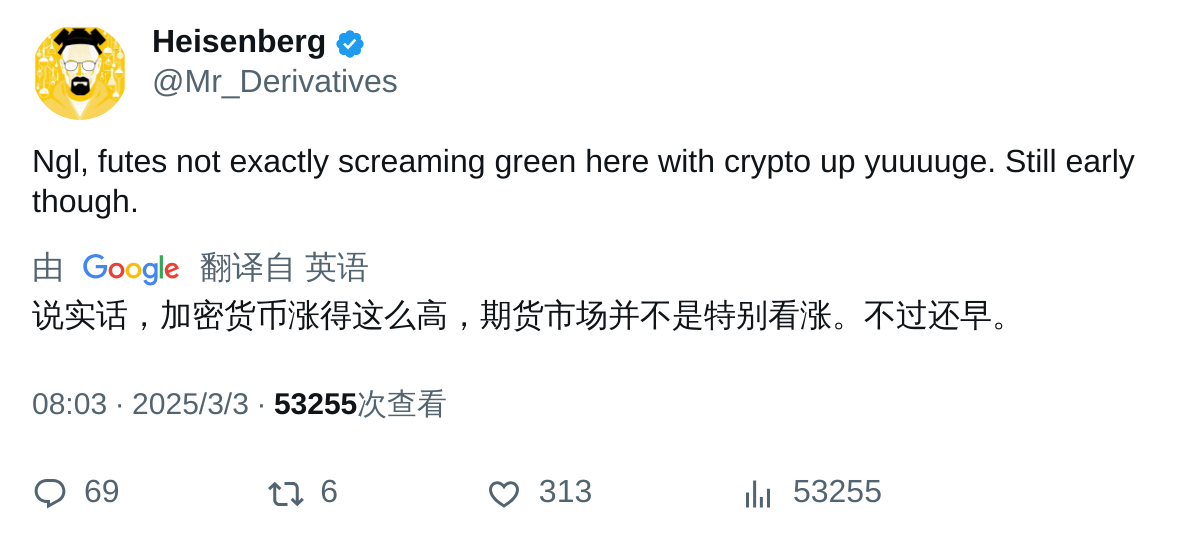 Heisenberg
@Mr_Derivatives
Ngl, futes not exactly screaming green here with crypto up yuuuuge. Still early
though.
由 Google 翻译自 英语
说实话，加密货币涨得这么高，期货市场并不是特别看涨。不过还早。
08:03 · 2025/3/3 · 53255次查看
69 6 313 53255